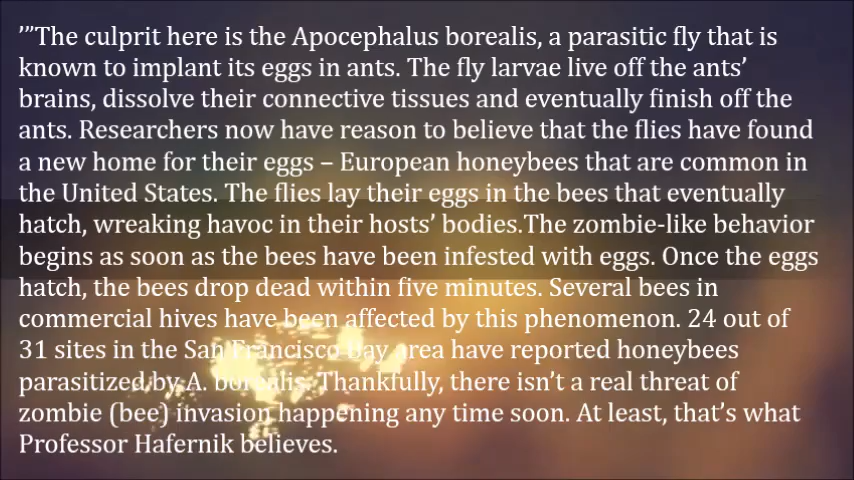 ’”The culprit here is the Apocephalus borealis, a parasitic fly that is
known to implant its eggs in ants. The fly larvae live off the ants’
brains, dissolve their connective tissues and eventually finish off the
ants. Researchers now have reason to believe that the flies have found
a new home for their eggs – European honeybees that are common in
the United States. The flies lay their eggs in the bees that eventually
hatch, wreaking havoc in their hosts’ bodies.The zombie-like behavior
begins as soon as the bees have been infested with eggs. Once the eggs
hatch, the bees drop dead within five minutes. Several bees in
commercial hives have been affected by this phenomenon. 24 out of
31 sites in the San Francisco Bay area have reported honeybees
parasitized by A. borealis. Thankfully, there isn’t a real threat of
zombie (bee) invasion happening any time soon. At least, that’s what
Professor Hafernik believes.